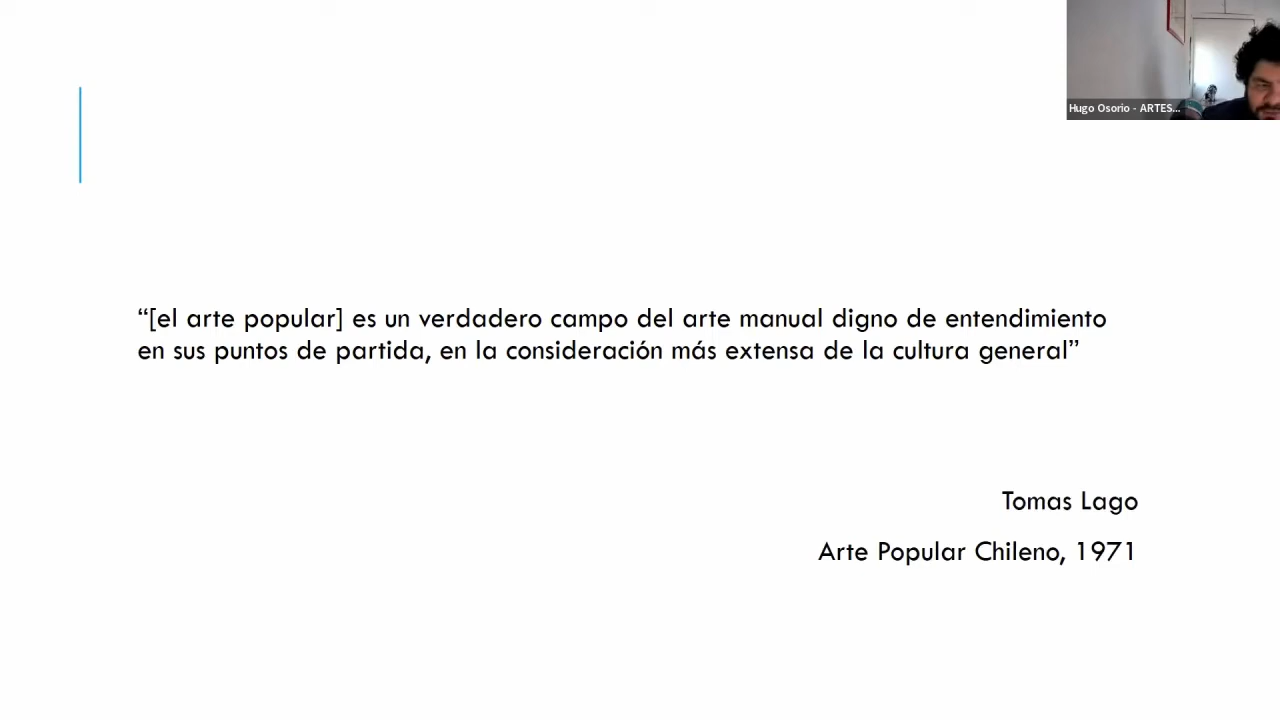 Hugo Osorio - ARTES...
“[el arte popular] es un verdadero campo del arte manual digno de entendimiento
en sus puntos de partida, en la consideración más extensa de la cultura general”
Tomas Lago
Arte Popular Chileno, 1971